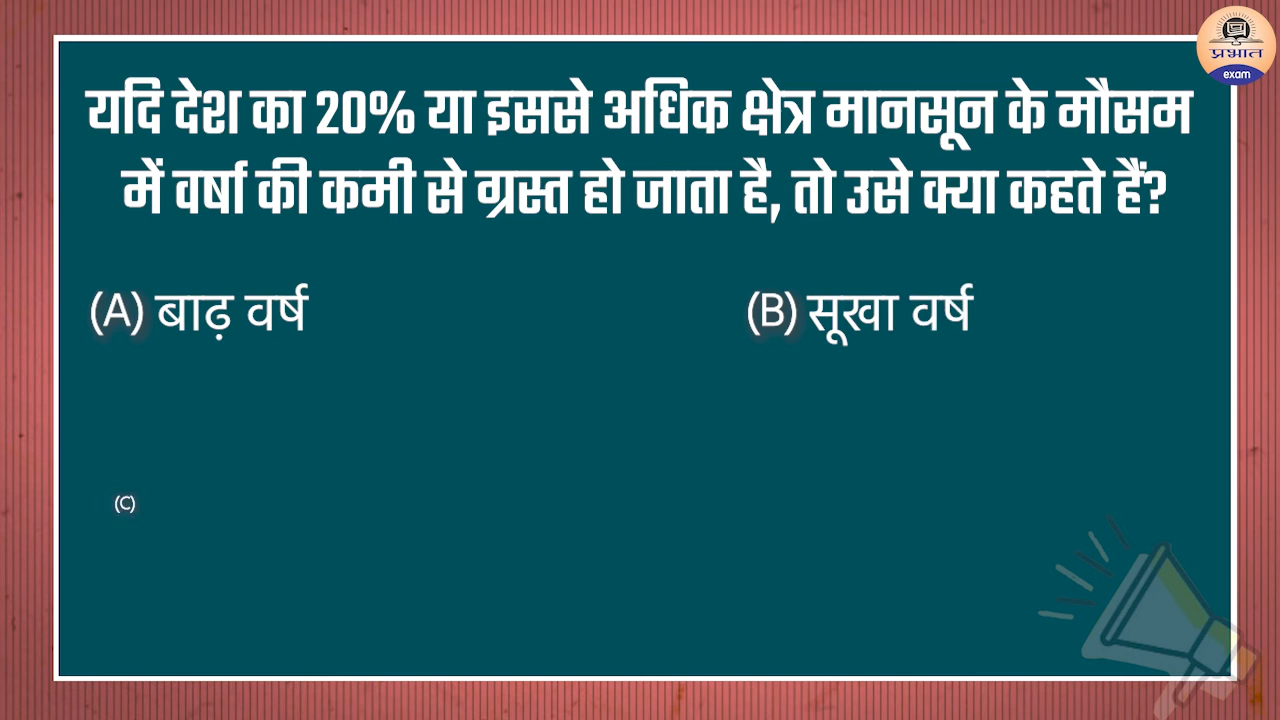 प्रभात
exam
यदि देश का 20% या इससे अधिक क्षेत्र मानसून के मौसम
में वर्षा की कमी से ग्रस्त हो जाता है, तो उसे क्या कहते हैं?
(A) बाढ़ वर्ष
(B) सूखा वर्ष
(C)